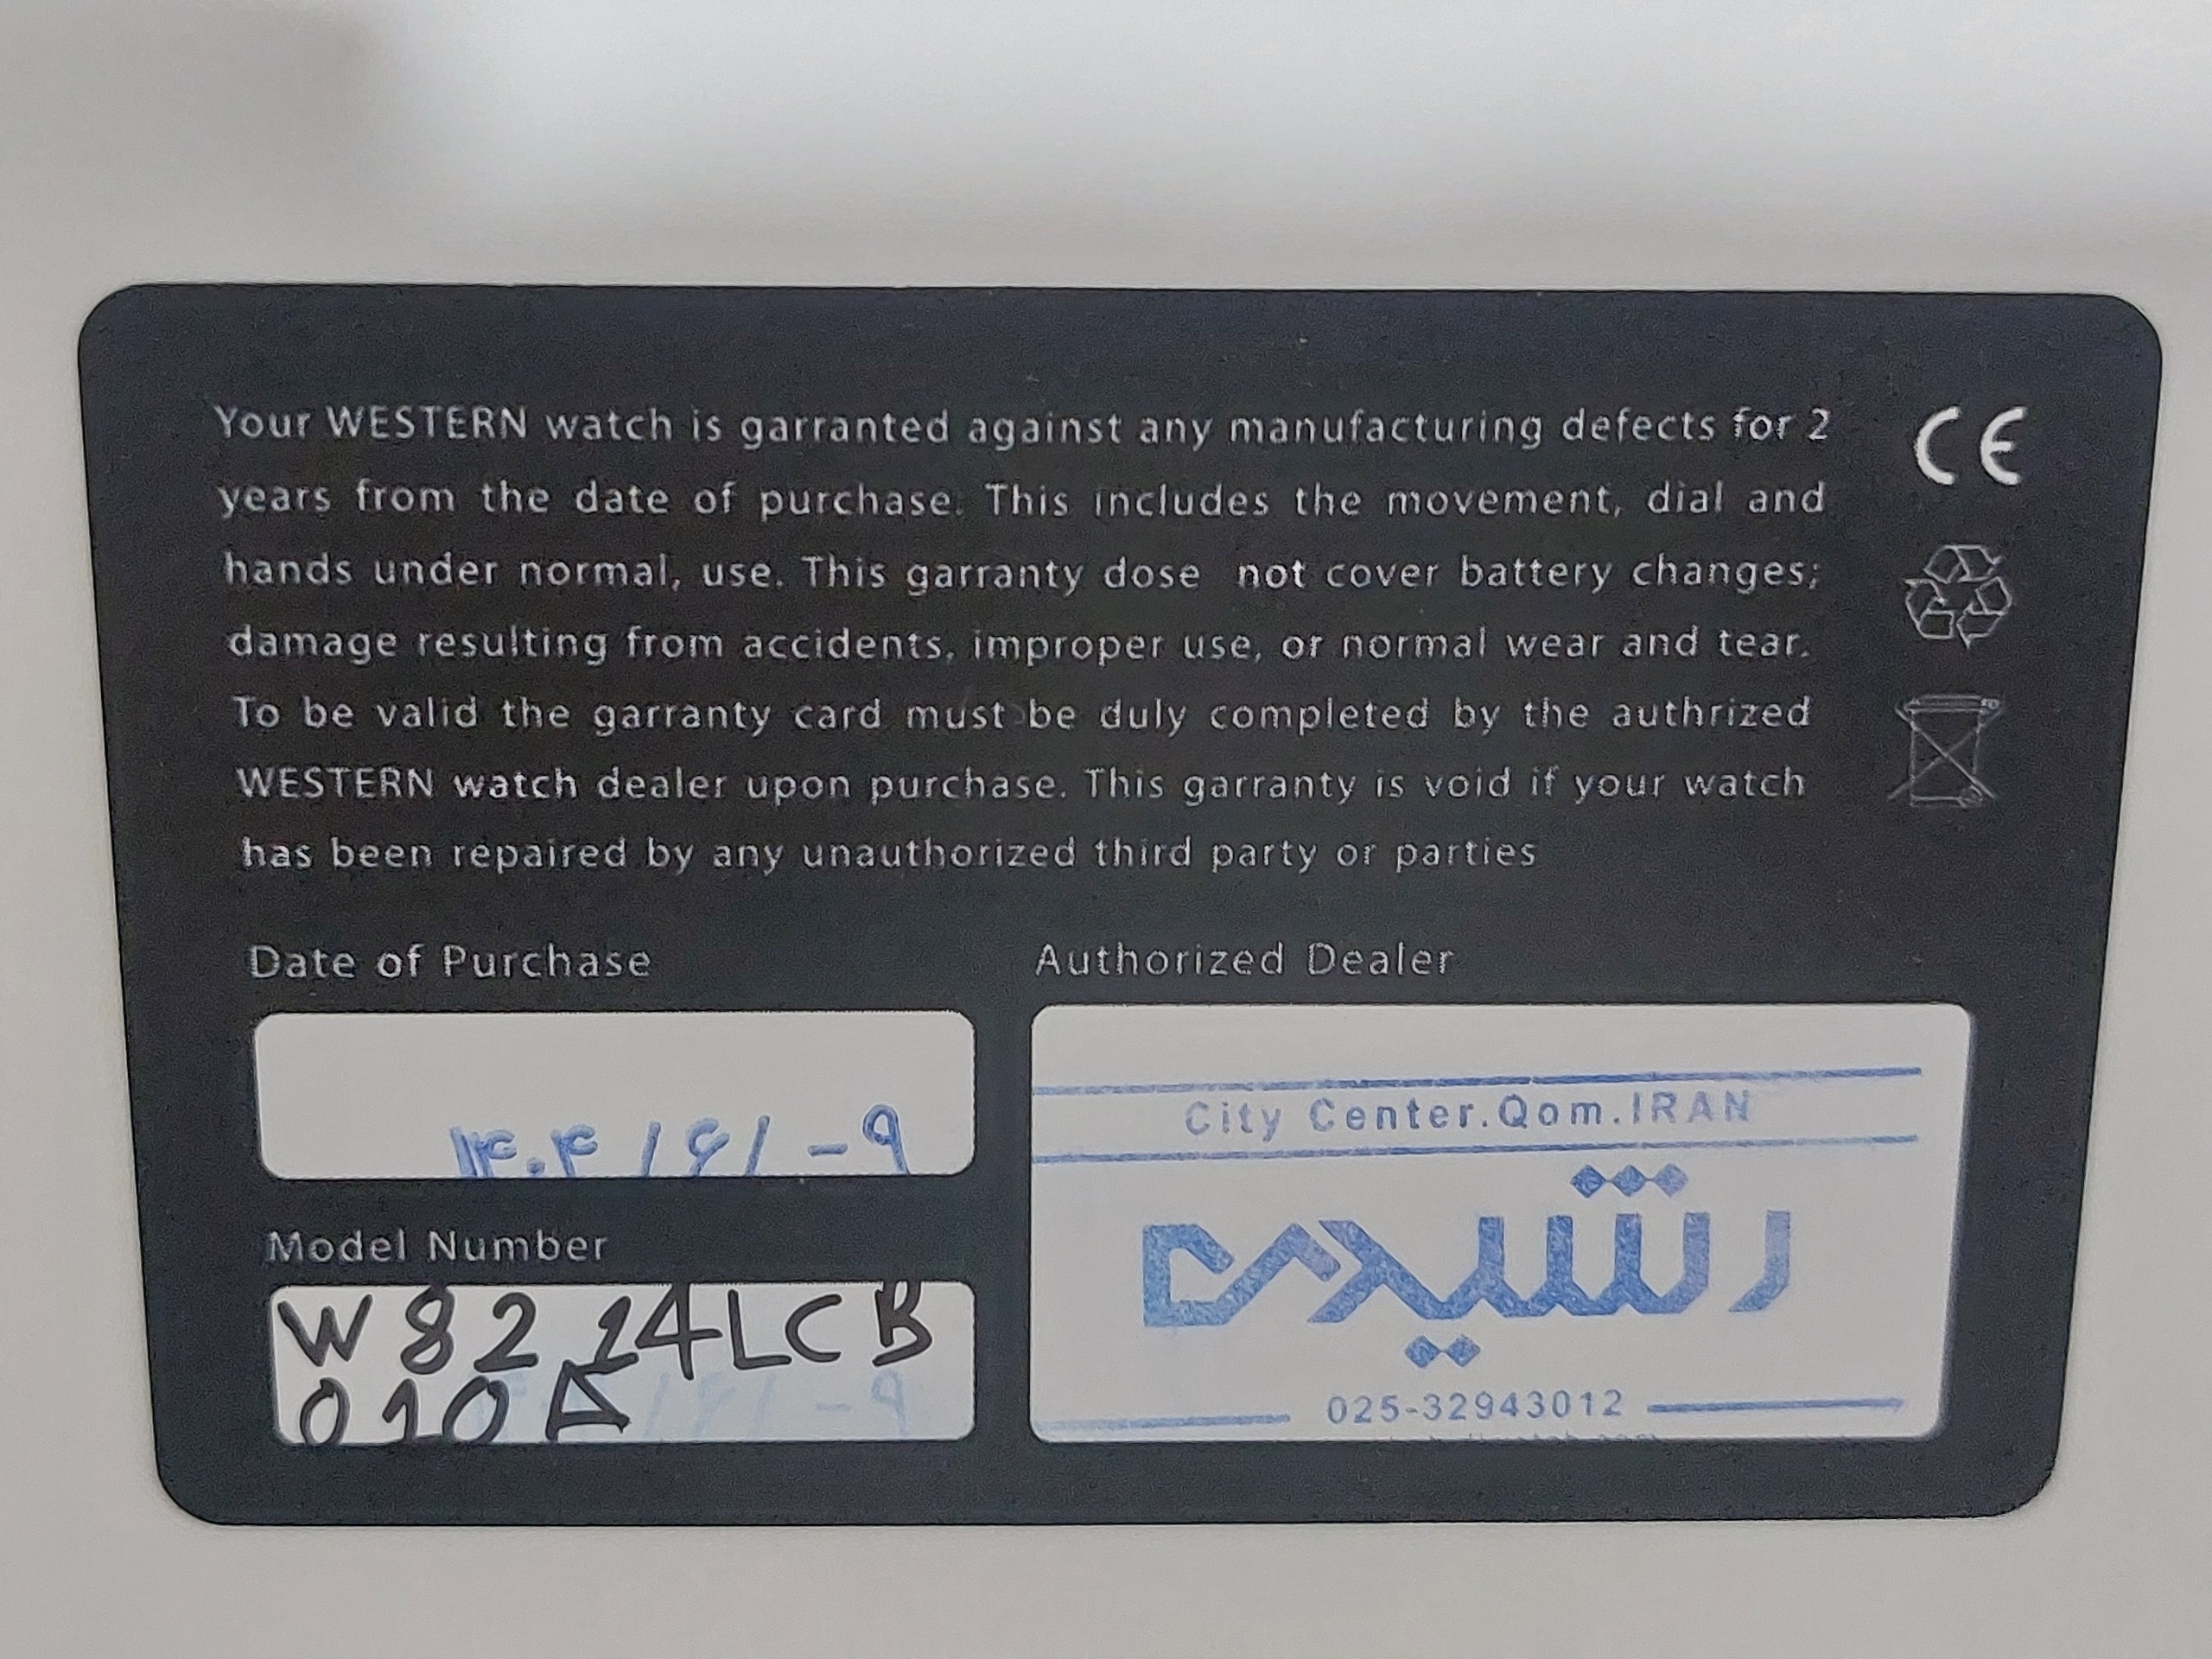 Your WESTERN watch is garranted against any manufacturing defects for 2
years from the date of purchase. This includes the movement, dial and
hands under normal, use. This garranty dose not cover battery changes;
damage resulting from accidents, improper use, or normal wear and tear.
To be valid the garranty card must be duly completed by the authrized
WESTERN watch dealer upon purchase. This garranty is void if your watch
has been repaired by any unauthorized third party or parties
CE
Date of Purchase
۱۴۰۴/۶/-۹
Model Number
W8214LCB
010A
Authorized Dealer
City Center.Qom.IRAN
رشیدی
025-32943012